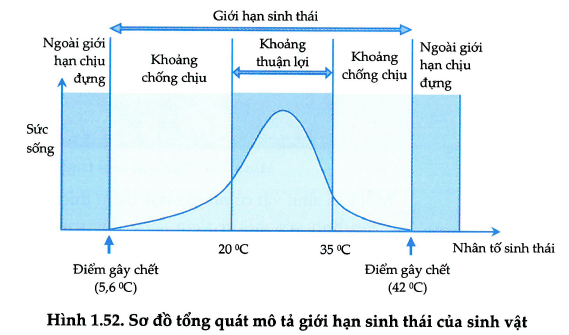 Giới hạn sinh thái
Ngoài giới
hạn chịu
đựng
Khoảng
chống chịu
Khoảng
thuận lợi
Khoảng
chống chịu
Ngoài giới
hạn chịu
đựng
Sức
sống
20 ⁰C
35 ⁰C
Nhân tố sinh thái
Điểm gây chết
(5,6 ⁰C)
Điểm gây chết
(42 ⁰C)
Hình 1.52. Sơ đồ tổng quát mô tả giới hạn sinh thái của sinh vật